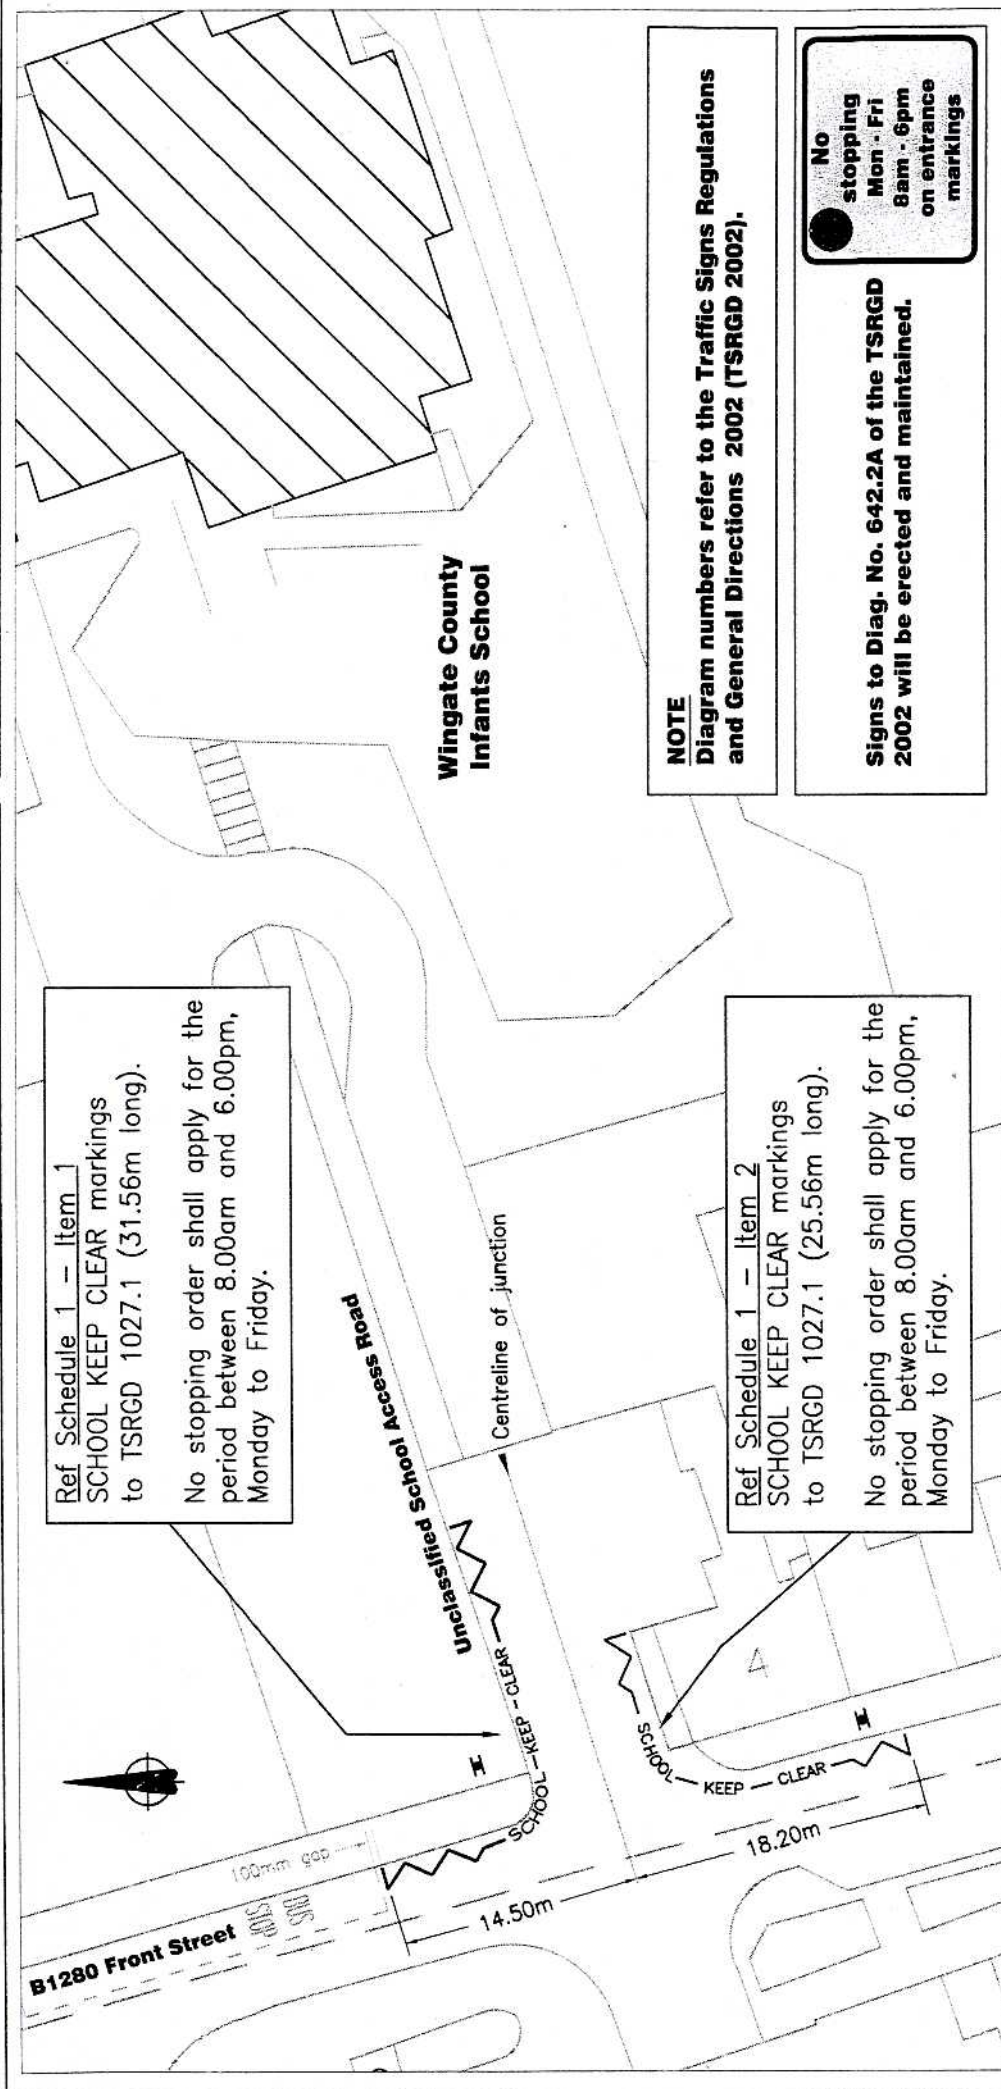 Ref Schedule 1 – Item 1
SCHOOL KEEP CLEAR markings
to TSRGD 1027.1 (31.56m long).
No stopping order shall apply for the
period between 8.00am and 6.00pm,
Monday to Friday.
Wingate County
Infants School
B1280 Front Street
100mm gap
BUS
STOP
Unclassified School Access Road
SCHOOL KEEP CLEAR
Centreline of junction
14.50m
SCHOOL KEEP CLEAR
18.20m
4
Ref Schedule 1 – Item 2
SCHOOL KEEP CLEAR markings
to TSRGD 1027.1 (25.56m long).
No stopping order shall apply for the
period between 8.00am and 6.00pm,
Monday to Friday.
NOTE
Diagram numbers refer to the Traffic Signs Regulations
and General Directions 2002 (TSRGD 2002).
Signs to Diag. No. 642.2A of the TSRGD
2002 will be erected and maintained.
No
stopping
Mon - Fri
8am - 6pm
on entrance
markings